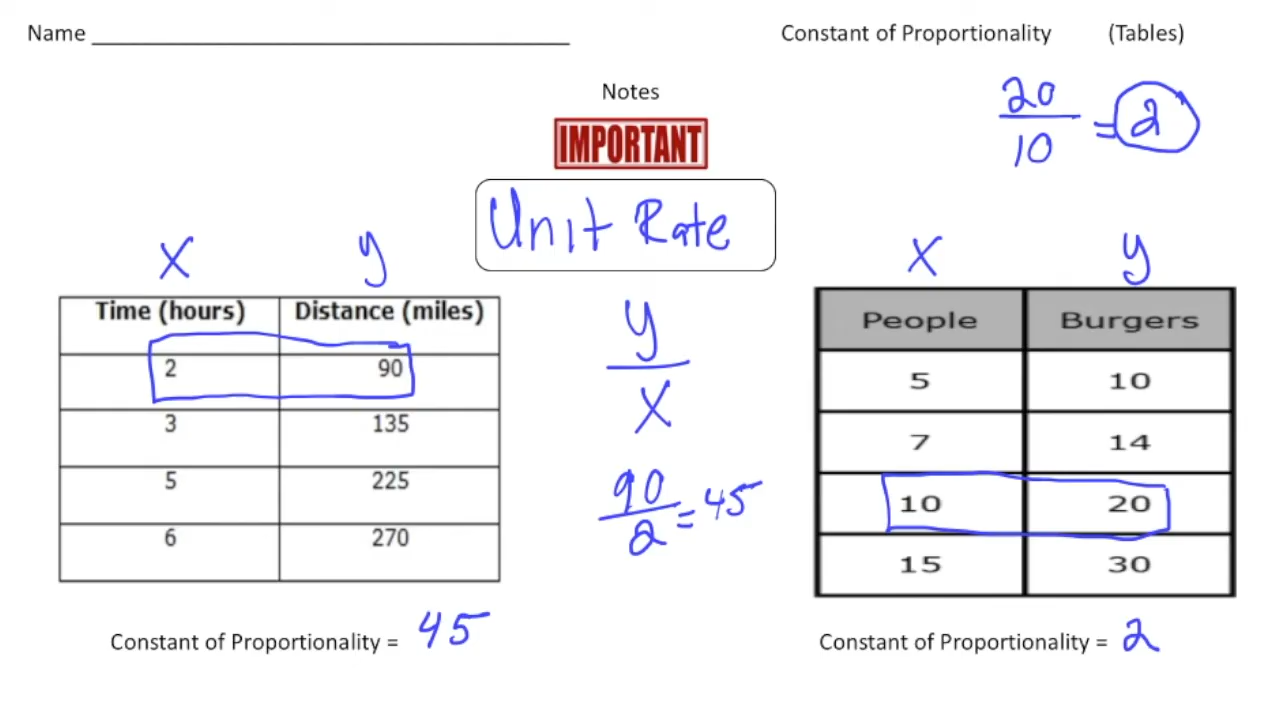 Name ______________________ Constant of Proportionality (Tables)
20
10
= 2
Notes
IMPORTANT
Unit Rate
x y
Time (hours) Distance (miles)
2 90
3 135
5 225
6 270
Constant of Proportionality = 45
y
x
90
2
= 45
x y
People Burgers
5 10
7 14
10 20
15 30
Constant of Proportionality = 2